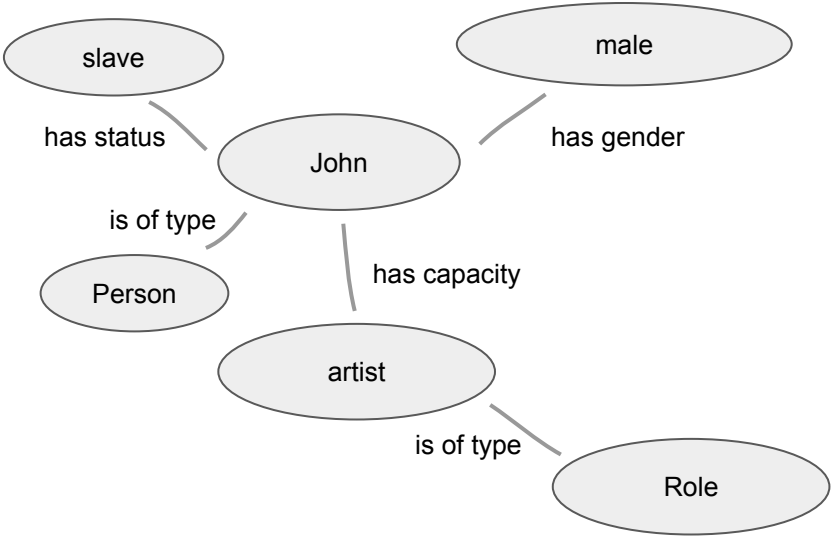 slave
male
has status
has gender
John
is of type
Person
has capacity
artist
is of type
Role